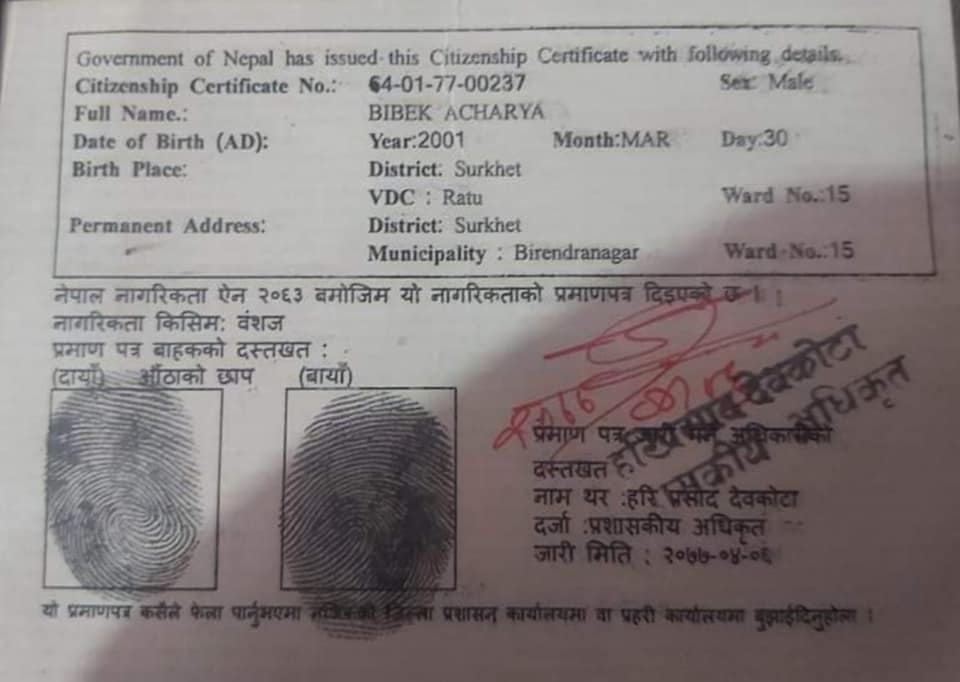 Government of Nepal has issued this Citizenship Certificate with following details.
Citizenship Certificate No.: 64-01-77-00237 Sex: Male
Full Name.: BIBEK ACHARYA
Date of Birth (AD): Year:2001 Month:MAR Day:30
Birth Place: District: Surkhet
VDC : Ratu Ward No.:15
Permanent Address: District: Surkhet
Municipality : Birendranagar Ward No.:15
नेपाल नागरिकता ऐन २०६३ बमोजिम यो नागरिकताको प्रमाणपत्र दिइएको छ ।
नागरिकता किसिम: वंशज
प्रमाण पत्र बाहकको दस्तखत :
(दायाँ) औंठाको छाप (बायाँ)
प्रमाण पत्र जारी गर्ने अधिकारीको
दस्तखत
नाम थर :हरि प्रसाद देवकोटा
दर्जा :प्रशासकीय अधिकृत
जारी मिति : २०७७-०४-०६
हरि प्रसाद देवकोटा
प्रशासकीय अधिकृत
यो प्रमाणपत्र कसैले फेला पार्नुभएमा नजिकको जिल्ला प्रशासन कार्यालयमा वा प्रहरी कार्यालयमा बुझाईदिनुहोला ।